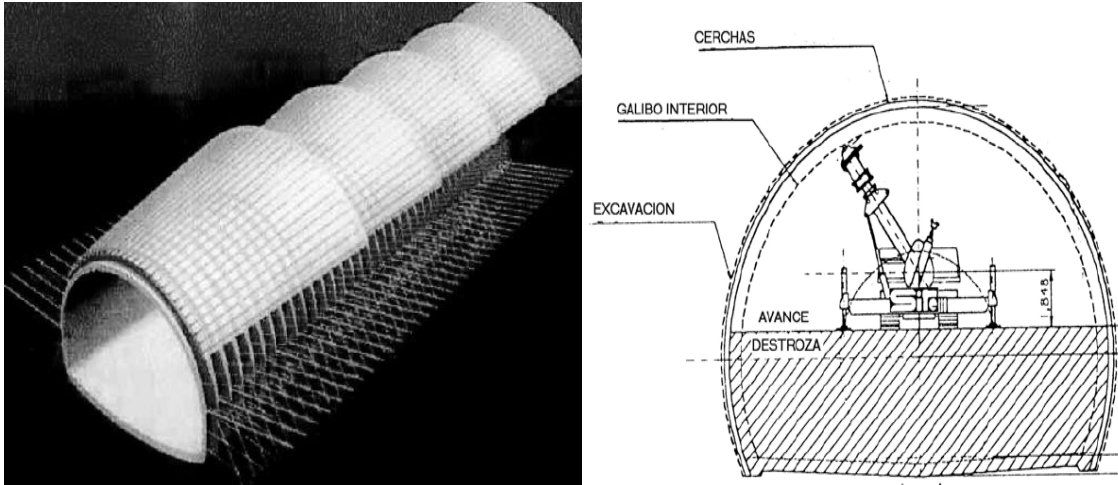 CERCHAS
GALIBO INTERIOR
EXCAVACION
1,848
AVANCE
DESTROZA